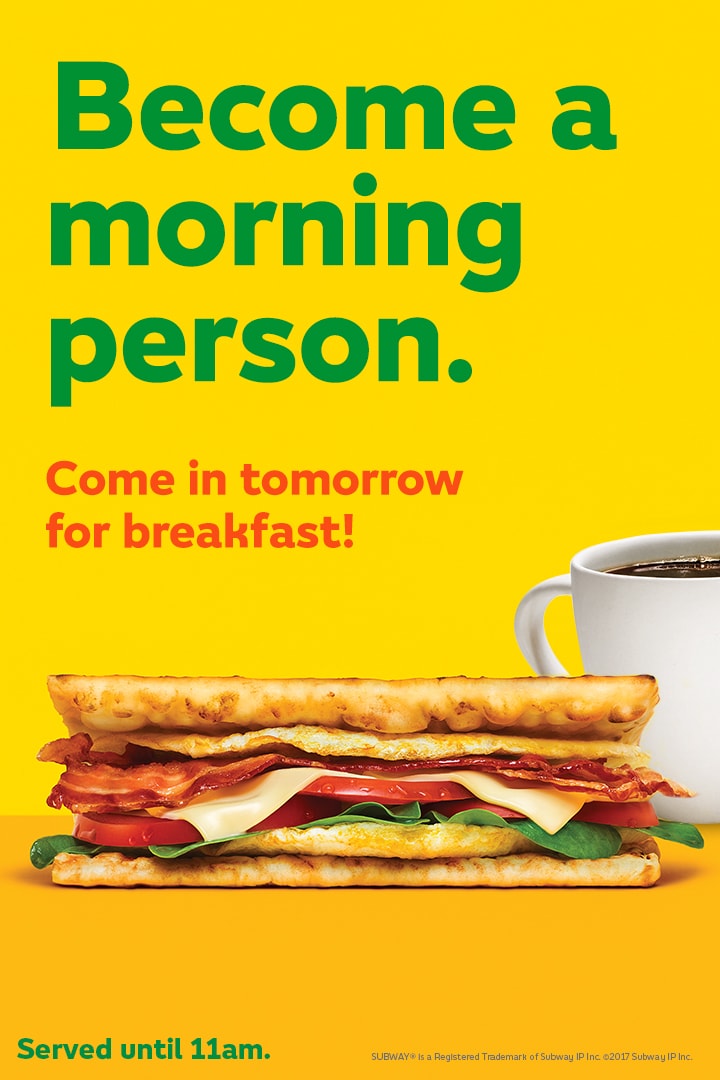 Become a
morning
person.
Come in tomorrow
for breakfast!
Served until 11am.
SUBWAY® is a Registered Trademark of Subway IP Inc. ©2017 Subway IP Inc.